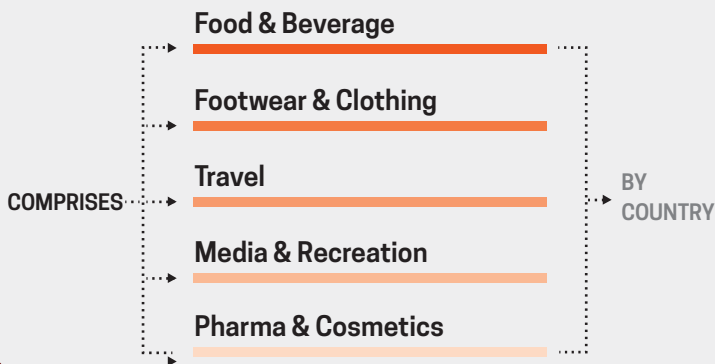 Food & Beverage
Footwear & Clothing
Travel
COMPRISES
BY
COUNTRY
Media & Recreation
Pharma & Cosmetics